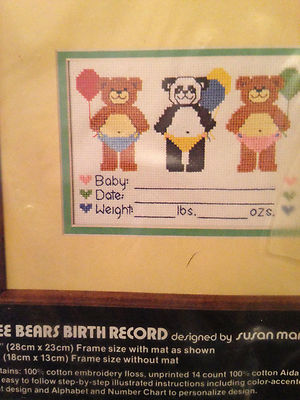 Baby:
Date:
Weight: lbs. ozs.
EE BEARS BIRTH RECORD designed by susan mar
" (28cm x 23cm) Frame size with mat as shown
(18cm x 13cm) Frame size without mat
tains: 100% cotton embroidery floss, unprinted 14 count 100% cotton Aida
easy to follow step-by-step illustrated instructions including color-accente
t design and Alphabet and Number Chart to personalize design.